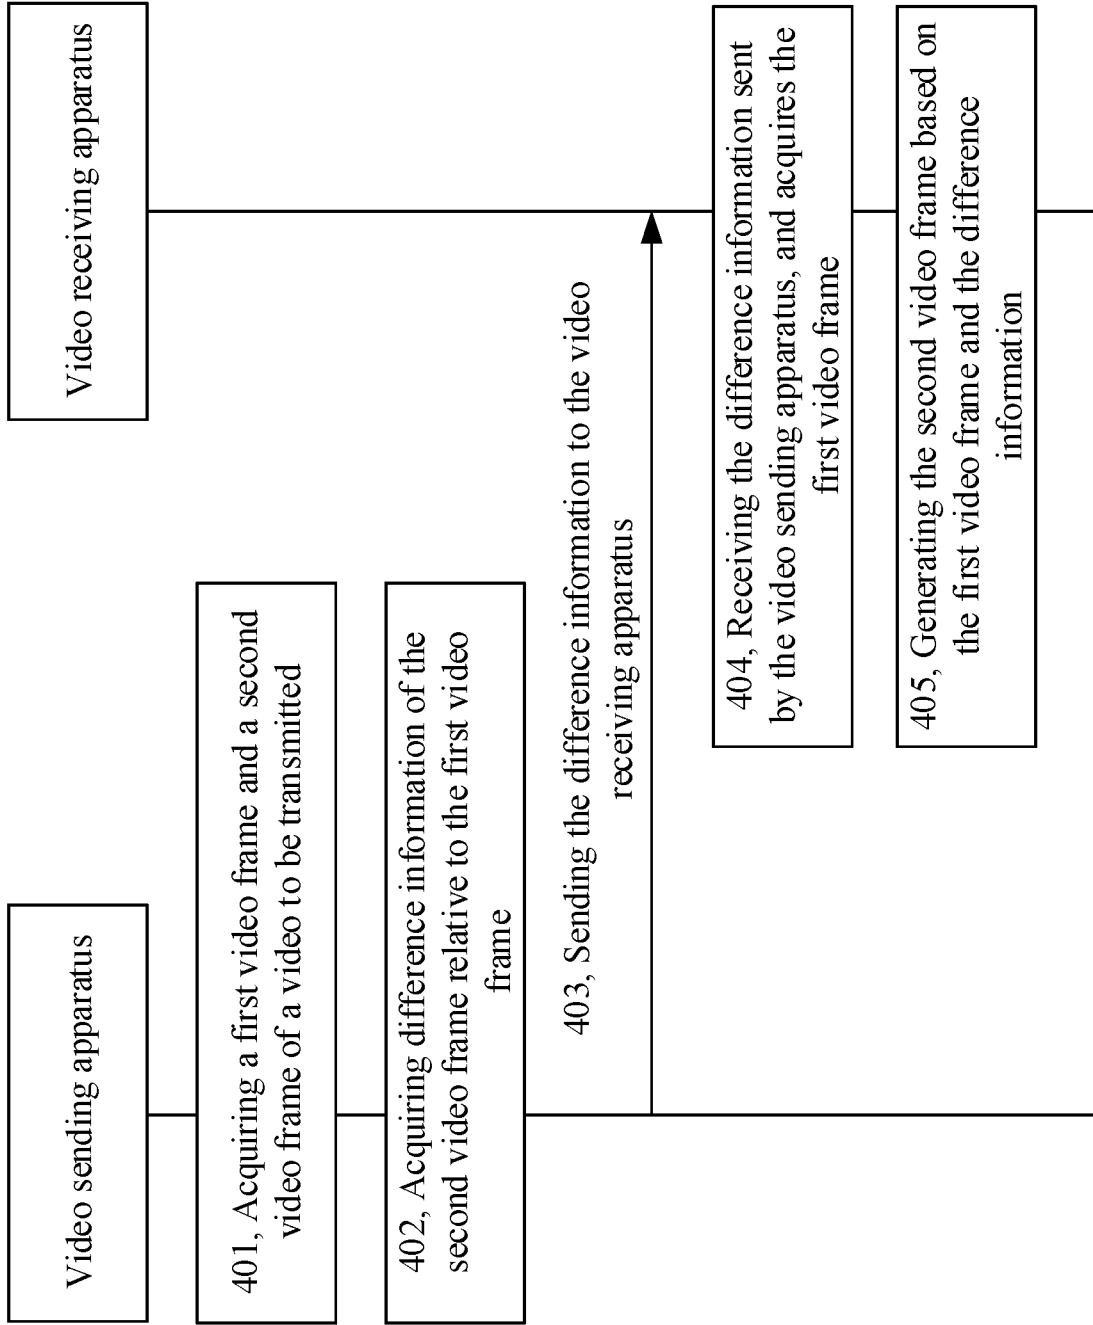 Video sending apparatus
Video receiving apparatus
401, Acquiring a first video frame and a second
video frame of a video to be transmitted
402, Acquiring difference information of the
second video frame relative to the first video
frame
403, Sending the difference information to the video
receiving apparatus
404, Receiving the difference information sent
by the video sending apparatus, and acquires the
first video frame
405, Generating the second video frame based on
the first video frame and the difference
information